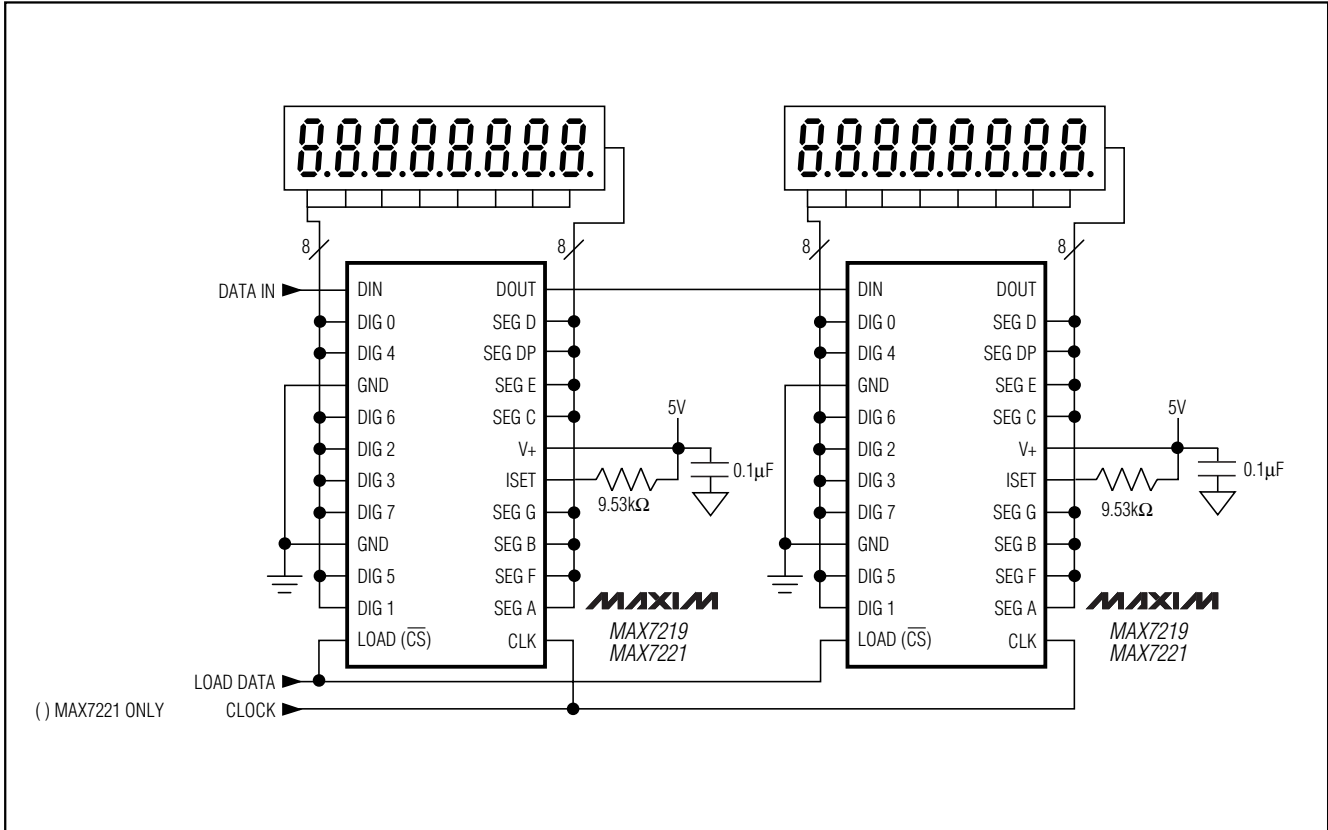 8.8.8.8.8.8.8.8.
8.8.8.8.8.8.8.8.
8
8
8
8
DATA IN
DIN
DOUT
DIG 0
SEG D
DIG 4
SEG DP
GND
SEG E
DIG 6
SEG C
DIG 2
V+
DIG 3
ISET
DIG 7
SEG G
GND
SEG B
DIG 5
SEG F
DIG 1
SEG A
LOAD (C̅S̅)
CLK
5V
0.1μF
9.53kΩ
MAXIM
MAX7219
MAX7221
DIN
DOUT
DIG 0
SEG D
DIG 4
SEG DP
GND
SEG E
DIG 6
SEG C
DIG 2
V+
DIG 3
ISET
DIG 7
SEG G
GND
SEG B
DIG 5
SEG F
DIG 1
SEG A
LOAD (C̅S̅)
CLK
5V
0.1μF
9.53kΩ
MAXIM
MAX7219
MAX7221
LOAD DATA
( ) MAX7221 ONLY
CLOCK